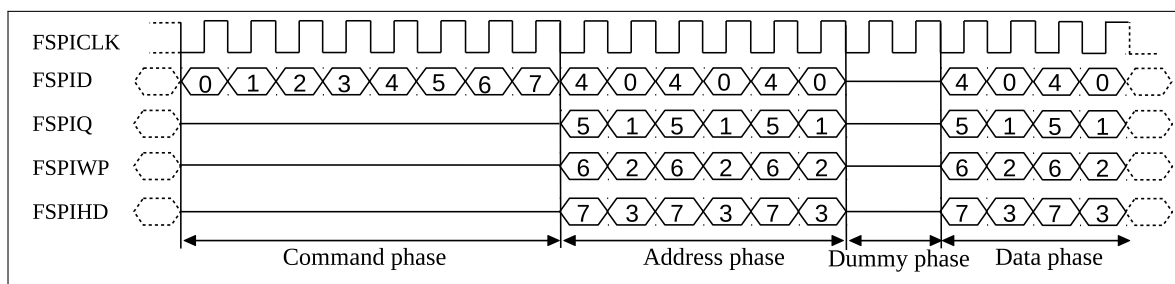 FSPICLK
FSPID 0 1 2 3 4 5 6 7 4 0 4 0 4 0 4 0 4 0
FSPIQ 5 1 5 1 5 1 5 1 5 1
FSPIWP 6 2 6 2 6 2 6 2 6 2
FSPIHD 7 3 7 3 7 3 7 3 7 3
Command phase Address phase Dummy phase Data phase